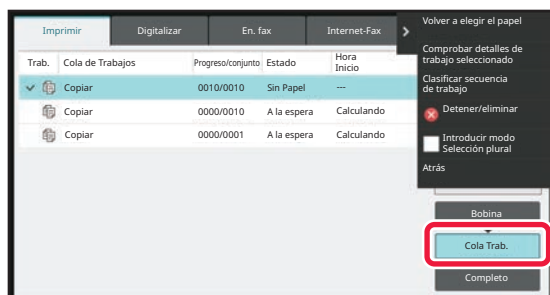 Imprimir Digitalizar En. fax Internet-Fax
Trab. Cola de Trabajos Progreso/conjunto Estado Hora Inicio
Copiar 0010/0010 Sin Papel ---
Copiar 0000/0010 A la espera Calculando
Copiar 0000/0001 A la espera Calculando
Volver a elegir el papel
Comprobar detalles de
trabajo seleccionado
Clasificar secuencia
de trabajo
Detener/eliminar
Introducir modo
Selección plural
Atrás
Bobina
Cola Trab.
Completo